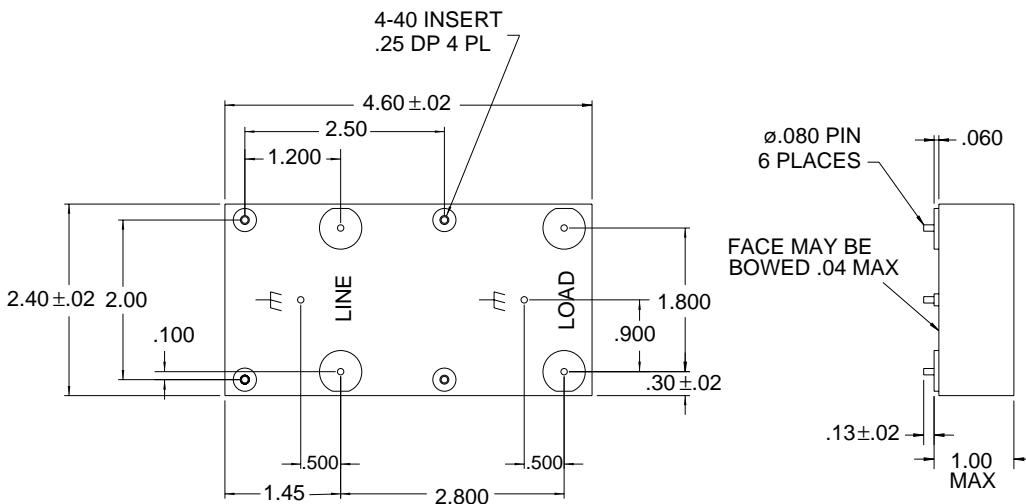 4-40 INSERT
.25 DP 4 PL
4.60±.02
2.50
1.200
ø.080 PIN
6 PLACES
.060
FACE MAY BE
BOWED .04 MAX
2.40±.02
2.00
.100
LINE
LOAD
1.800
.900
.30±.02
.500
.500
1.45
2.800
.13±.02
1.00
MAX